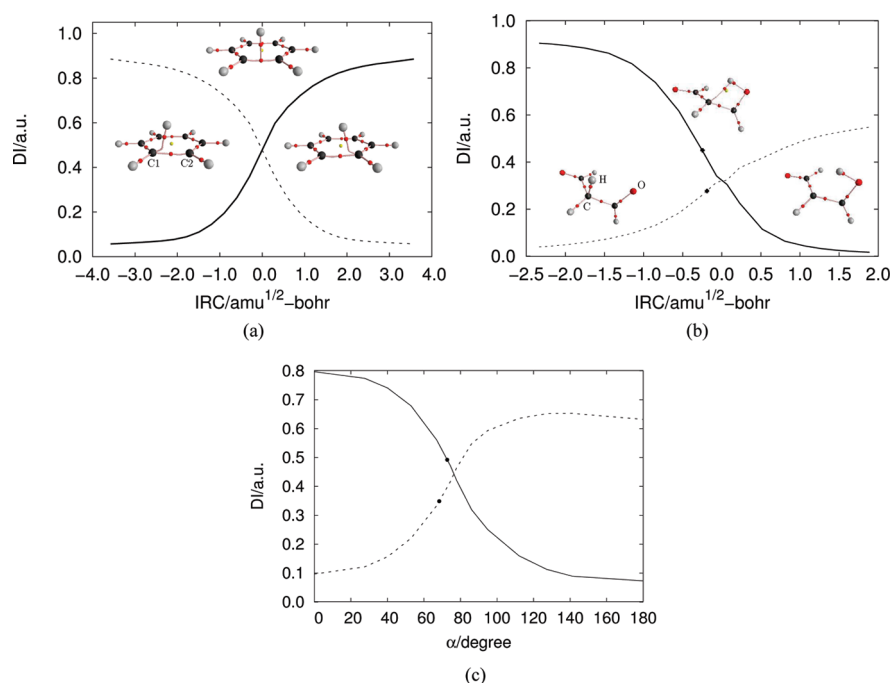 DI/a.u.
1.0
0.8
0.6
0.4
0.2
0.0
C1 C2
−4.0 −3.0 −2.0 −1.0 0.0 1.0 2.0 3.0 4.0
IRC/amu1/2−bohr
(a)
DI/a.u.
1.0
0.8
0.6
0.4
0.2
0.0
H
O
C
−2.5 −2.0 −1.5 −1.0 −0.5 0.0 0.5 1.0 1.5 2.0
IRC/amu1/2−bohr
(b)
DI/a.u.
0.8
0.7
0.6
0.5
0.4
0.3
0.2
0.1
0.0
0 20 40 60 80 100 120 140 160 180
α/degree
(c)